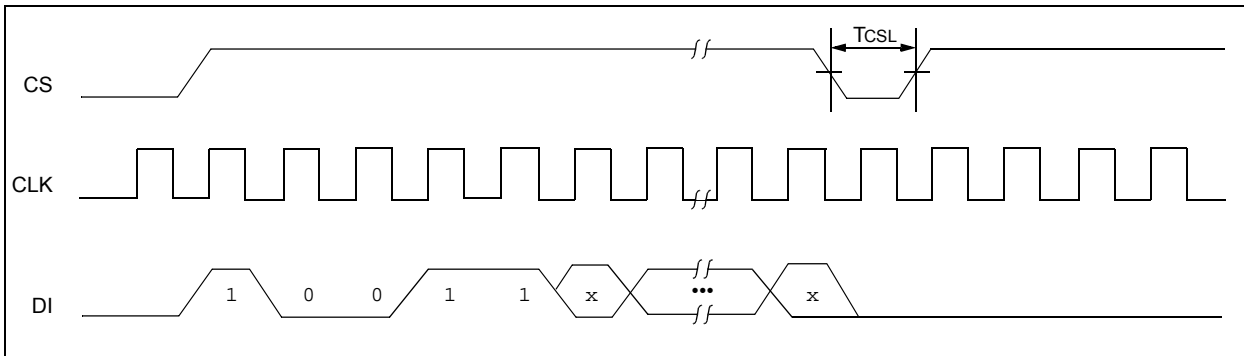 TCSL
CS
CLK
DI
1 0 0 1 1 x ••• x